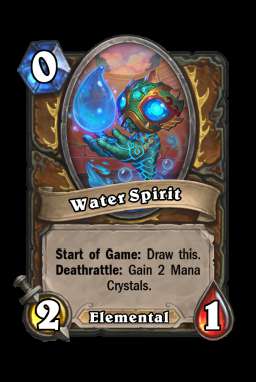 0
Water Spirit
Start of Game: Draw this.
Deathrattle: Gain 2 Mana
Crystals.
2
Elemental
1